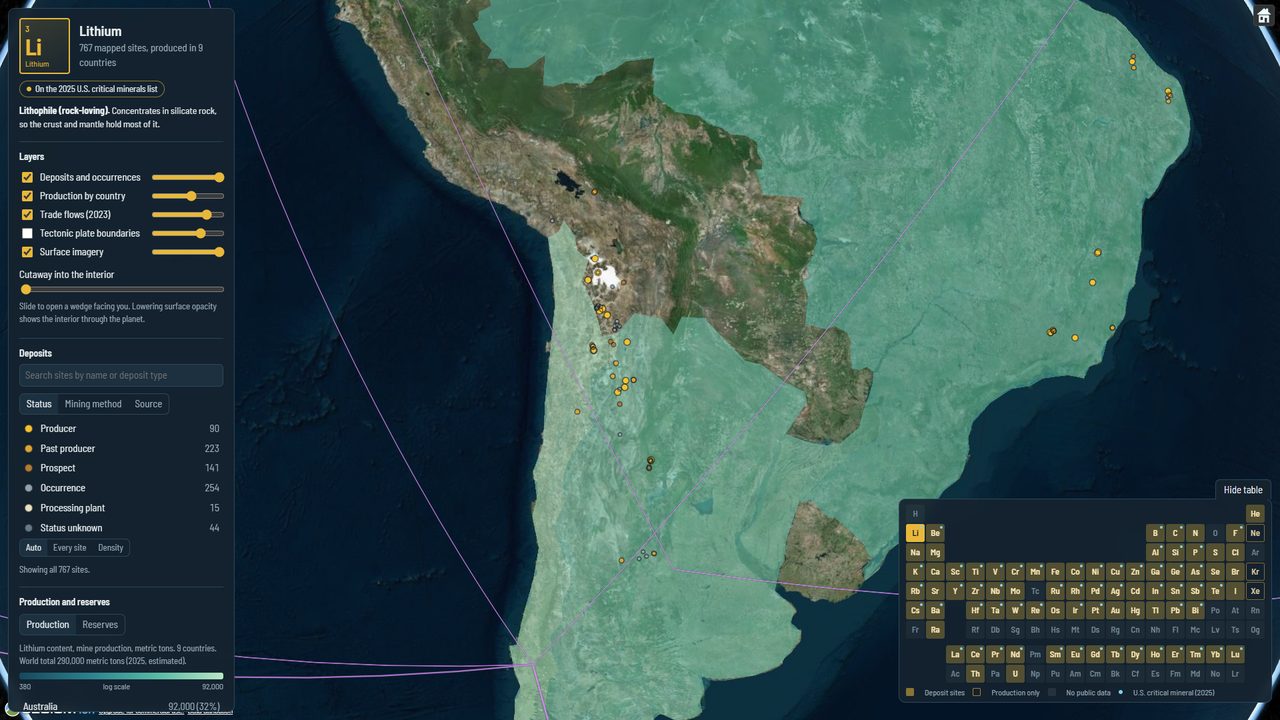 3
Li
Lithium
Lithium
767 mapped sites, produced in 9
countries
On the 2025 U.S. critical minerals list
Lithophile (rock-loving). Concentrates in silicate rock,
so the crust and mantle hold most of it.
Layers
Deposits and occurrences
Production by country
Trade flows (2023)
Tectonic plate boundaries
Surface imagery
Cutaway into the interior
Slide to open a wedge facing you. Lowering surface opacity
shows the interior through the planet.
Deposits
Search sites by name or deposit type
Status Mining method Source
Producer 90
Past producer 223
Prospect 141
Occurrence 254
Processing plant 15
Status unknown 44
Auto Every site Density
Showing all 767 sites.
Production and reserves
Production Reserves
Lithium content, mine production, metric tons. 9 countries.
World total 290,000 metric tons (2025, estimated).
380 log scale 92,000
Australia 92,000 (32%)
Hide table
H He
Li Be B C N O F Ne
Na Mg Al Si P S Cl Ar
K Ca Sc Ti V Cr Mn Fe Co Ni Cu Zn Ga Ge As Se Br Kr
Rb Sr Y Zr Nb Mo Tc Ru Rh Pd Ag Cd In Sn Sb Te I Xe
Cs Ba Hf Ta W Re Os Ir Pt Au Hg Tl Pb Bi Po At Rn
Fr Ra Rf Db Sg Bh Hs Mt Ds Rg Cn Nh Fl Mc Lv Ts Og
La Ce Pr Nd Pm Sm Eu Gd Tb Dy Ho Er Tm Yb Lu
Ac Th Pa U Np Pu Am Cm Bk Cf Es Fm Md No Lr
Deposit sites Production only No public data U.S. critical mineral (2025)